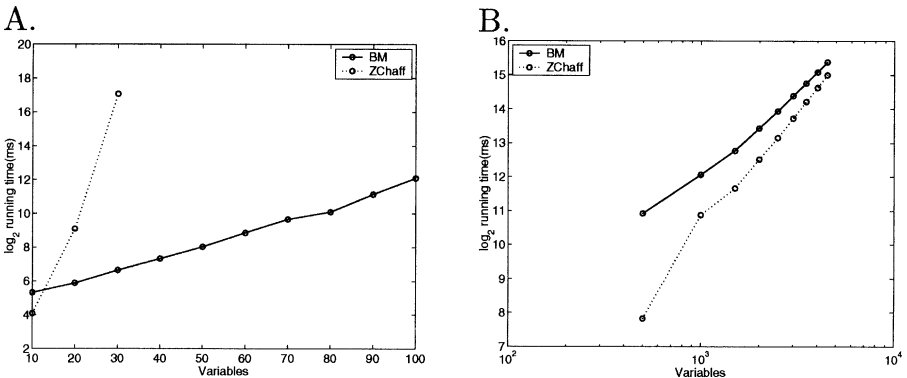 A.
20
18
16
14
12
10
8
6
4
2
log2 running time(ms)
BM
ZChaff
10 20 30 40 50 60 70 80 90 100
Variables
B.
16
15
14
13
12
11
10
9
8
7
log2 running time(ms)
BM
ZChaff
10^2 10^3 10^4
Variables